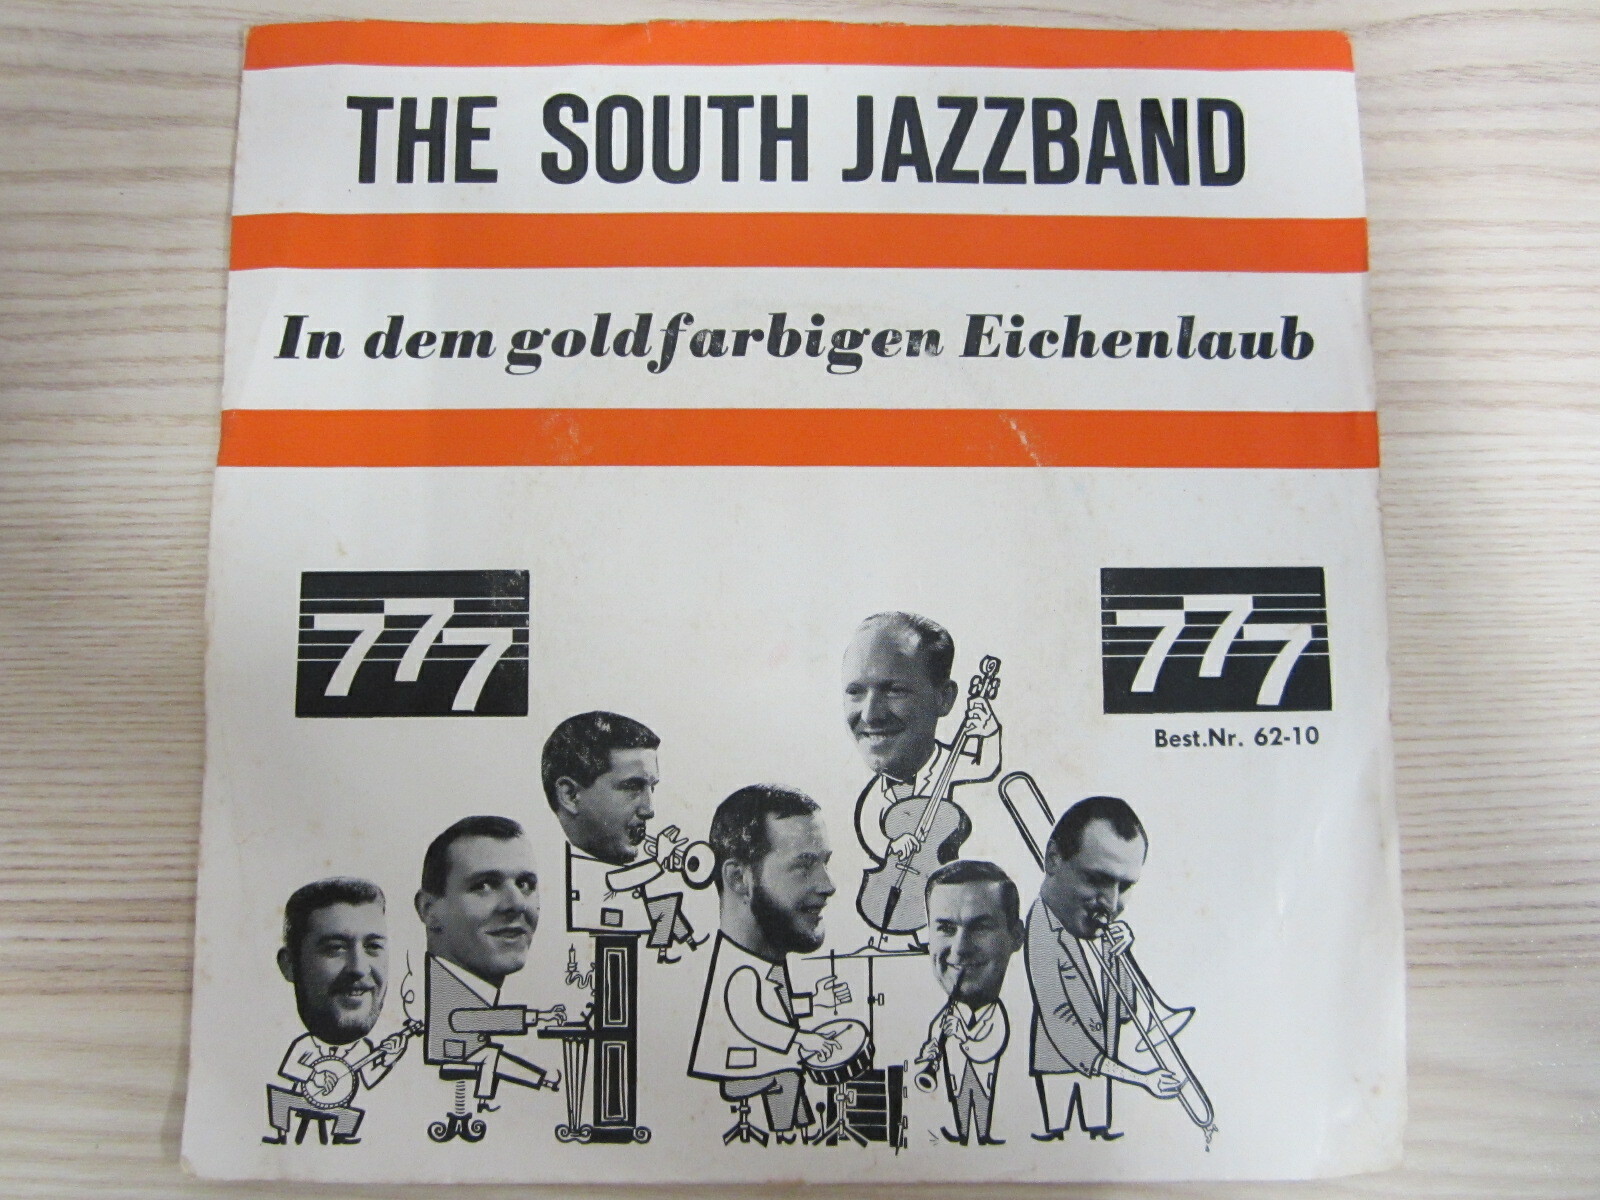 THE SOUTH JAZZBAND
In dem goldfarbigen Eichenlaub
777
777
Best.Nr. 62-10